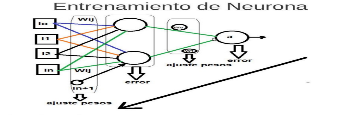 Entrenamiento de Neurona
Wij
I1
I2
In
Wij
In+1
error
error
ajuste pesos
ajuste pesos